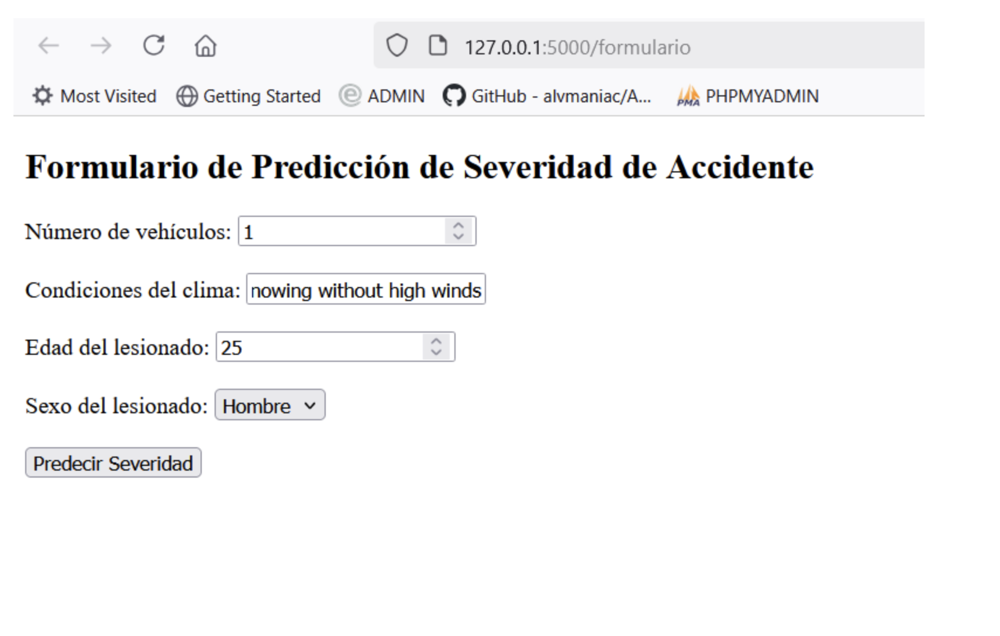 127.0.0.1:5000/formulario
Most Visited Getting Started ADMIN GitHub - alvmaniac/A... PMA PHPMYADMIN
Formulario de Predicción de Severidad de Accidente
Número de vehículos: 1
Condiciones del clima: nowing without high winds
Edad del lesionado: 25
Sexo del lesionado: Hombre
Predecir Severidad